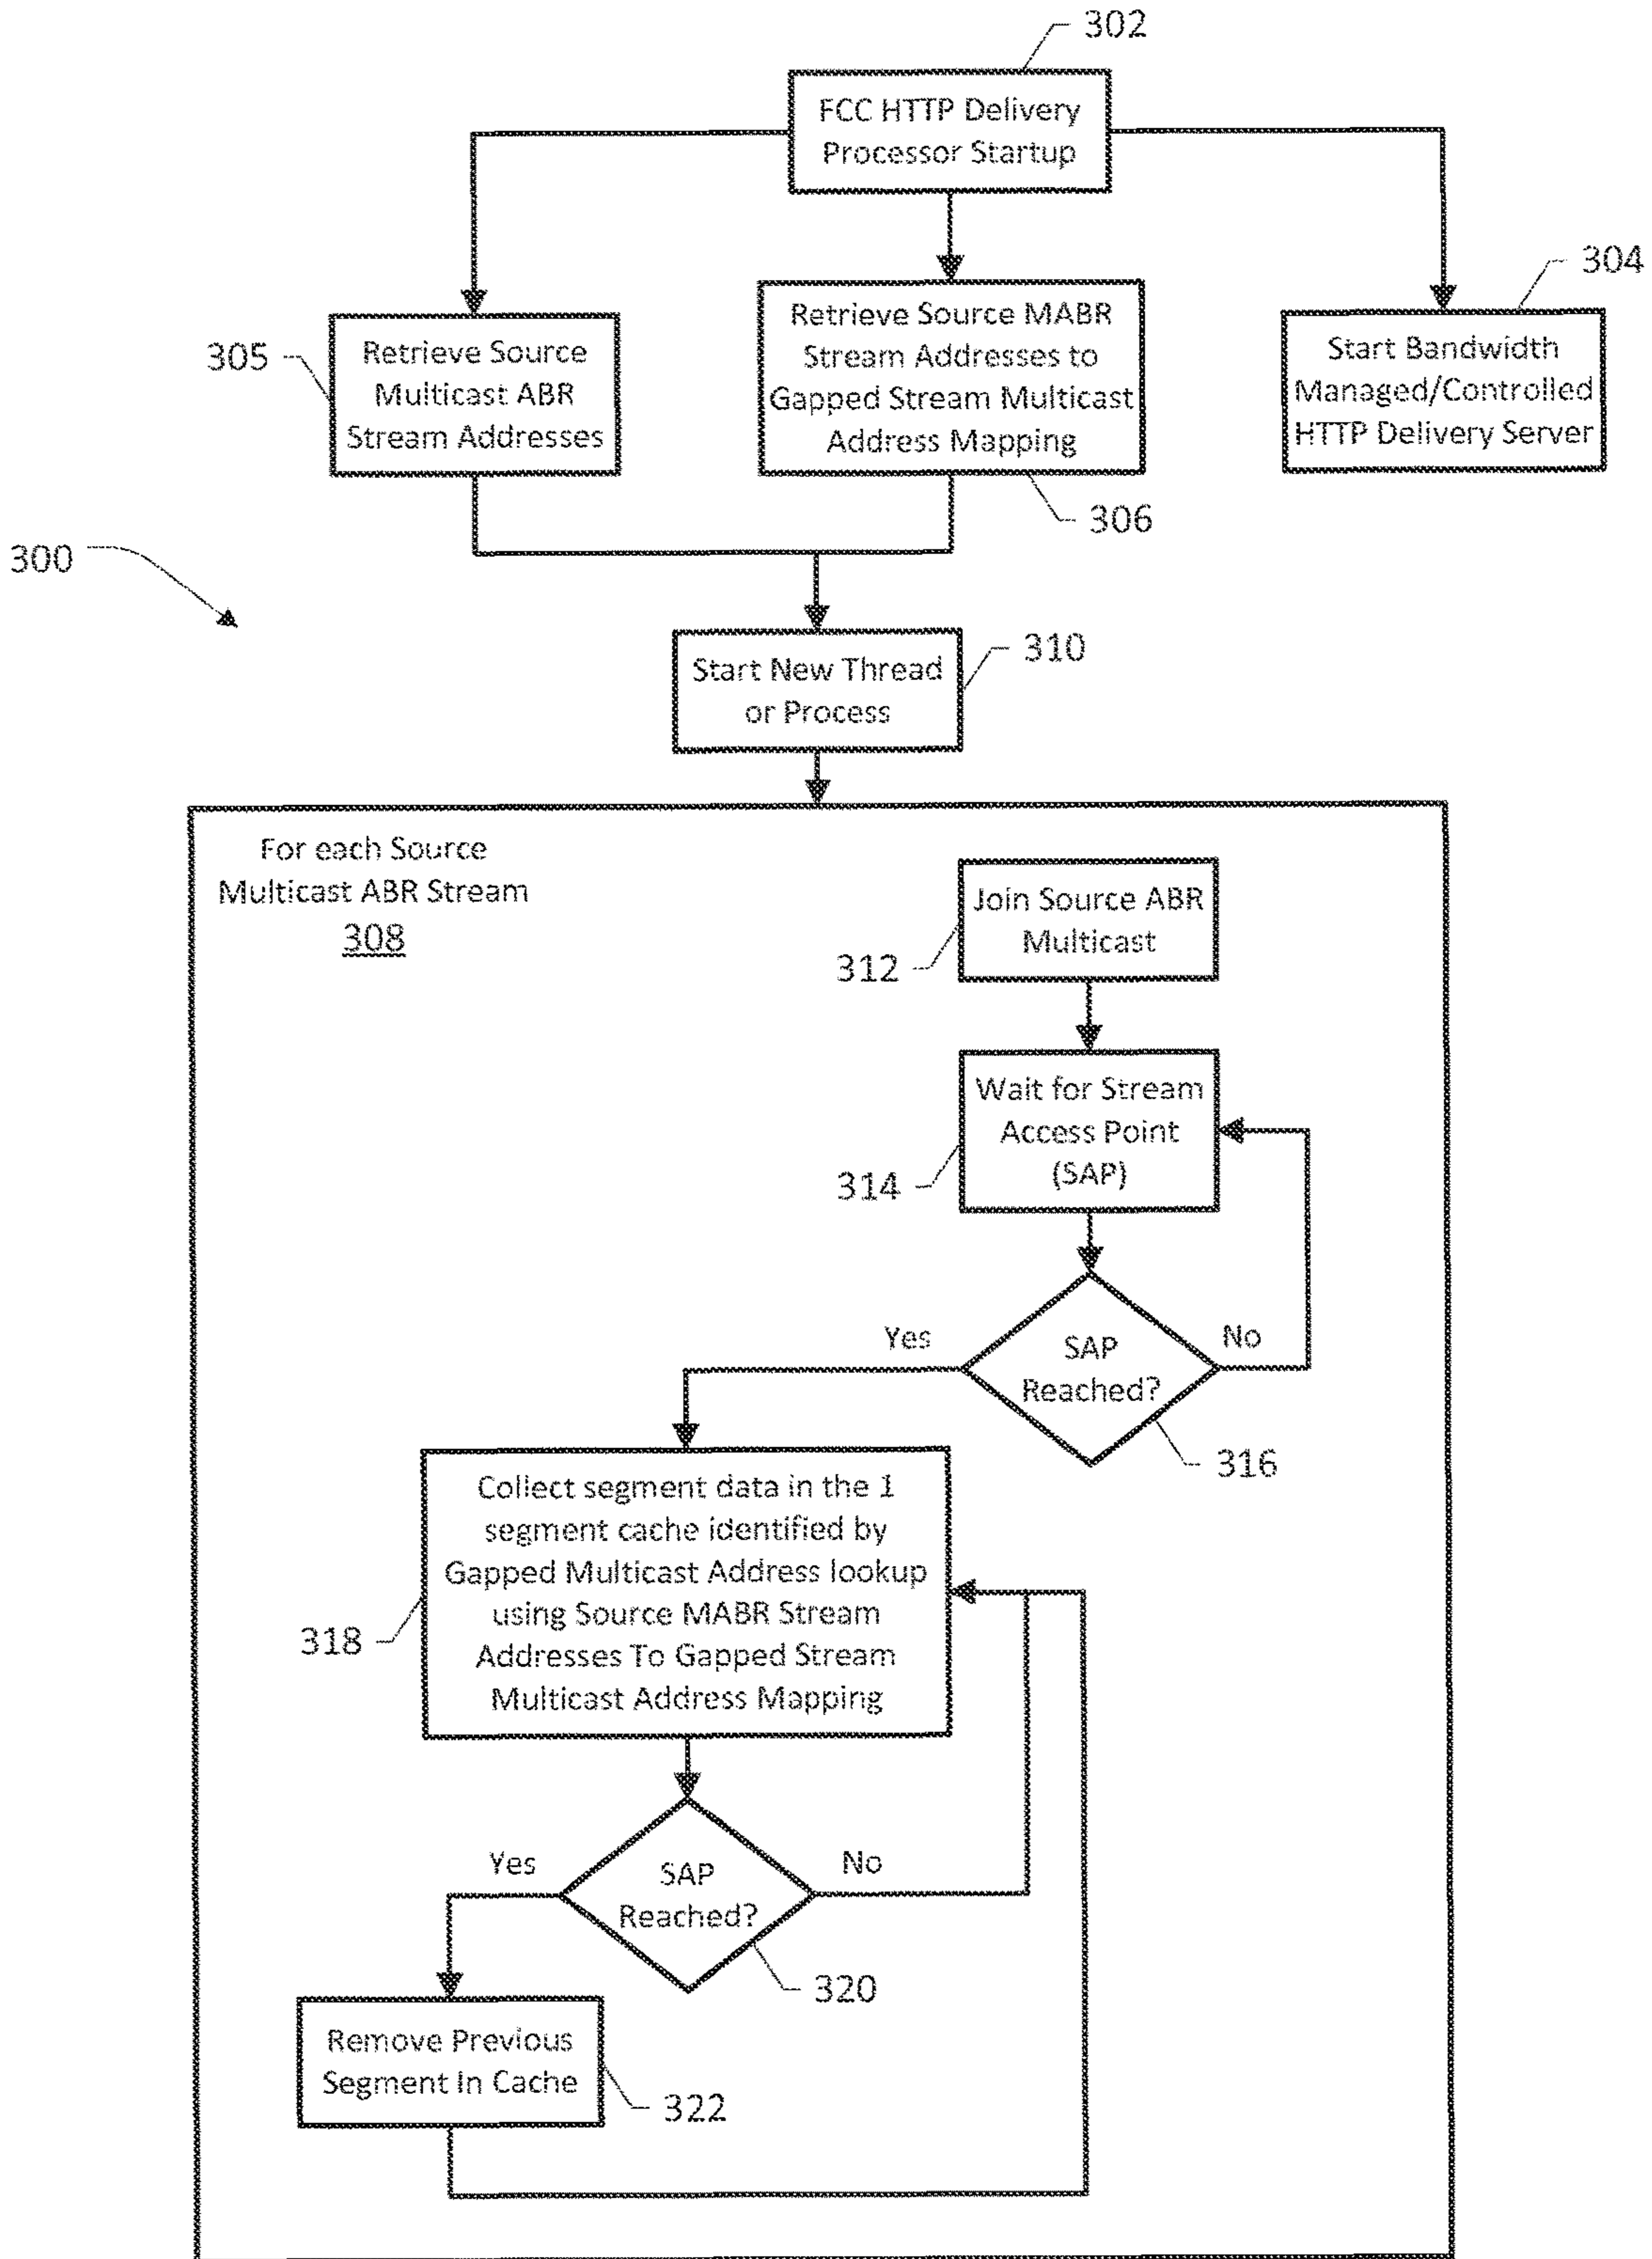 302
FCC HTTP Delivery
Processor Startup
304
305
Retrieve Source
Multicast ABR
Stream Addresses
Retrieve Source MABR
Stream Addresses to
Gapped Stream Multicast
Address Mapping
Start Bandwidth
Managed/Controlled
HTTP Delivery Server
306
300
310
Start New Thread
or Process
For each Source
Multicast ABR Stream
308
Join Source ABR
Multicast
312
Wait for Stream
Access Point
(SAP)
314
Yes
No
SAP
Reached?
316
Collect segment data in the 1
segment cache identified by
Gapped Multicast Address lookup
using Source MABR Stream
Addresses To Gapped Stream
Multicast Address Mapping
318
Yes
No
SAP
Reached?
320
Remove Previous
Segment In Cache
322